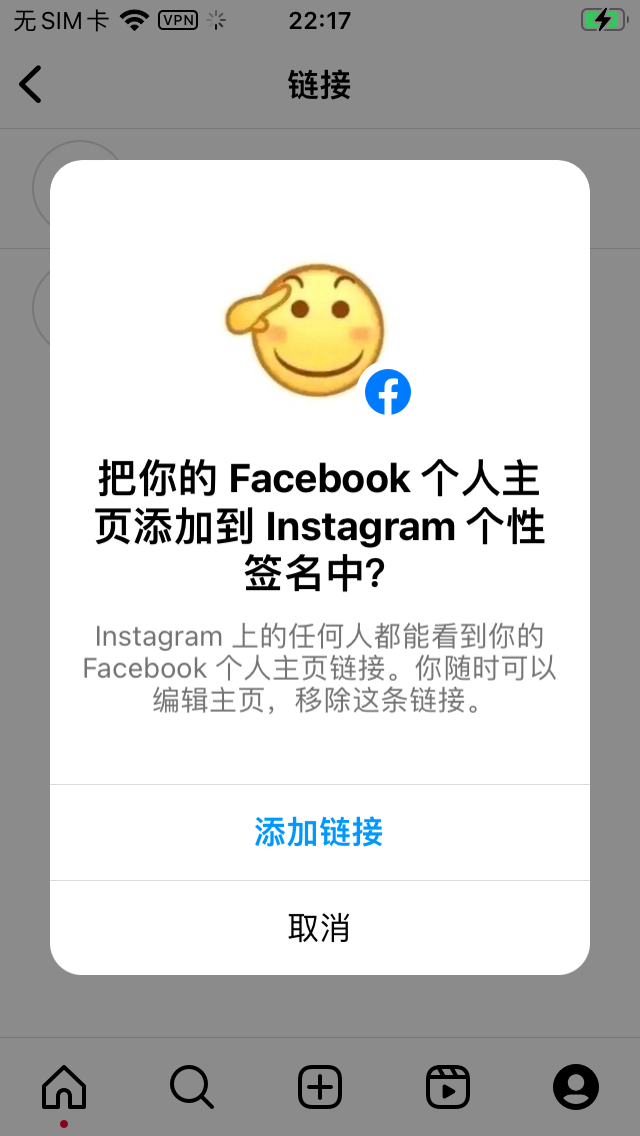 无SIM卡 VPN 22:17
链接
把你的 Facebook 个人主
页添加到 Instagram 个性
签名中?
Instagram 上的任何人都能看到你的
Facebook 个人主页链接。你随时可以
编辑主页，移除这条链接。
添加链接
取消